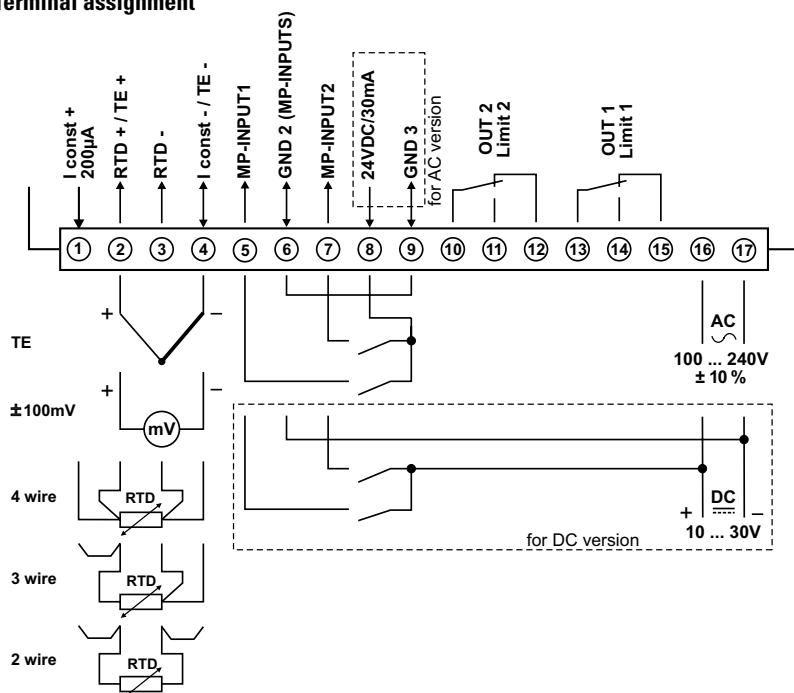 Terminal assignment
I const +
200µA
RTD + / TE +
RTD -
I const - / TE -
MP-INPUT1
GND 2 (MP-INPUTS)
MP-INPUT2
24VDC/30mA
GND 3
for AC version
OUT 2
Limit 2
OUT 1
Limit 1
1 2 3 4 5 6 7 8 9 10 11 12 13 14 15 16 17
TE
+ −
AC
100 ... 240V
± 10 %
±100mV
+ −
mV
4 wire
RTD
+ DC −
10 ... 30V
for DC version
3 wire
RTD
2 wire
RTD